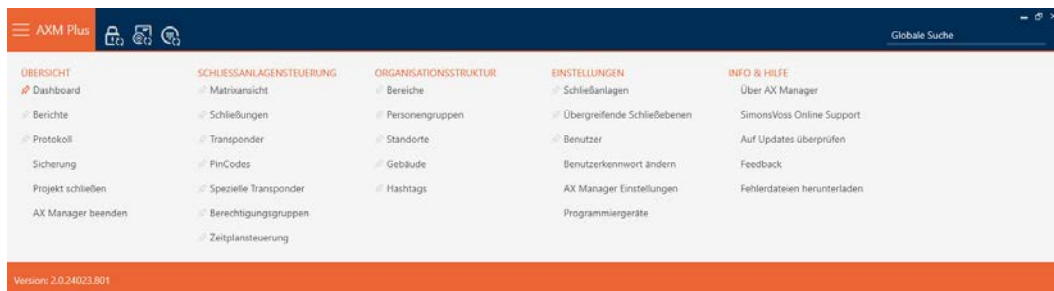 AXM Plus
Globale Suche
ÜBERSICHT
Dashboard
Berichte
Protokoll
Sicherung
Projekt schließen
AX Manager beenden
SCHLIESSANLAGENSTEUERUNG
Matrixansicht
Schließungen
Transponder
PinCodes
Spezielle Transponder
Berechtigungsgruppen
Zeitplansteuerung
ORGANISATIONSSTRUKTUR
Bereiche
Personengruppen
Standorte
Gebäude
Hashtags
EINSTELLUNGEN
Schließanlagen
Übergreifende Schließebenen
Benutzer
Benutzerkennwort ändern
AX Manager Einstellungen
Programmiergeräte
INFO & HILFE
Über AX Manager
SimonsVoss Online Support
Auf Updates überprüfen
Feedback
Fehlerdateien herunterladen
Version: 2.0.24023.801